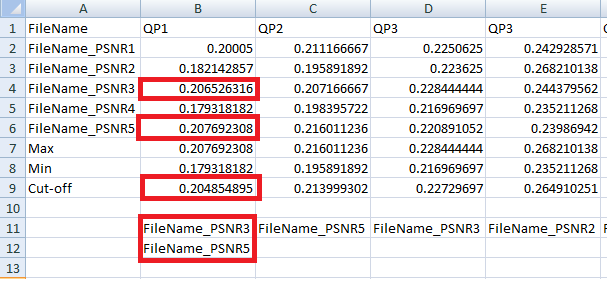 A B C D E
1 FileName QP1 QP2 QP3 QP3
2 FileName_PSNR1 0.20005 0.211166667 0.2250625 0.242928571
3 FileName_PSNR2 0.182142857 0.195891892 0.223625 0.268210138
4 FileName_PSNR3 0.206526316 0.207166667 0.228444444 0.244379562
5 FileName_PSNR4 0.179318182 0.198395722 0.216969697 0.235211268
6 FileName_PSNR5 0.207692308 0.216011236 0.220891052 0.23986942
7 Max 0.207692308 0.216011236 0.228444444 0.268210138
8 Min 0.179318182 0.195891892 0.216969697 0.235211268
9 Cut-off 0.204854895 0.213999302 0.22729697 0.264910251
10
11 FileName_PSNR3 FileName_PSNR5 FileName_PSNR3 FileName_PSNR2 F
12 FileName_PSNR5
13